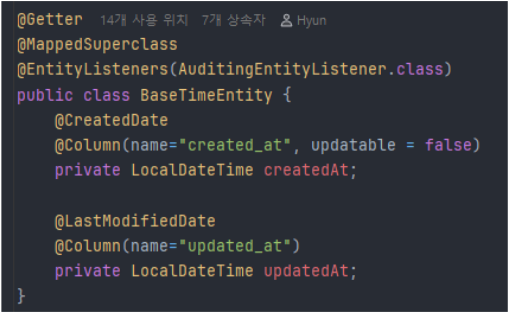 @Getter 14개 사용 위치 7개 상속자 Hyun
@MappedSuperclass
@EntityListeners(AuditingEntityListener.class)
public class BaseTimeEntity {
    @CreatedDate
    @Column(name="created_at", updatable = false)
    private LocalDateTime createdAt;

    @LastModifiedDate
    @Column(name="updated_at")
    private LocalDateTime updatedAt;
}